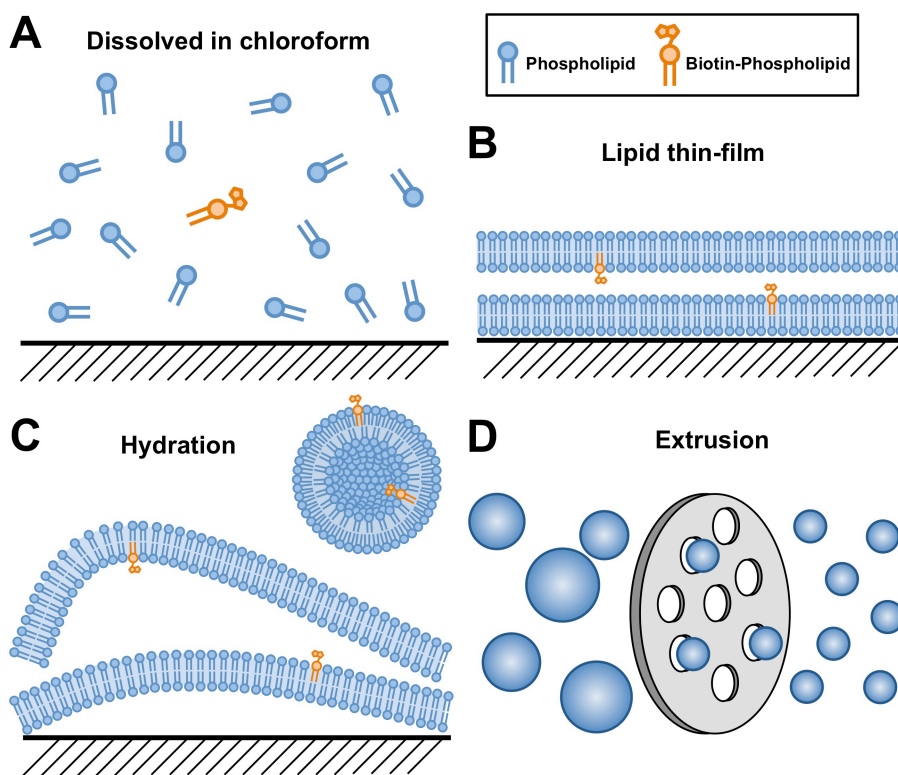 A
Dissolved in chloroform
Phospholipid
Biotin-Phospholipid
B
Lipid thin-film
C
Hydration
D
Extrusion